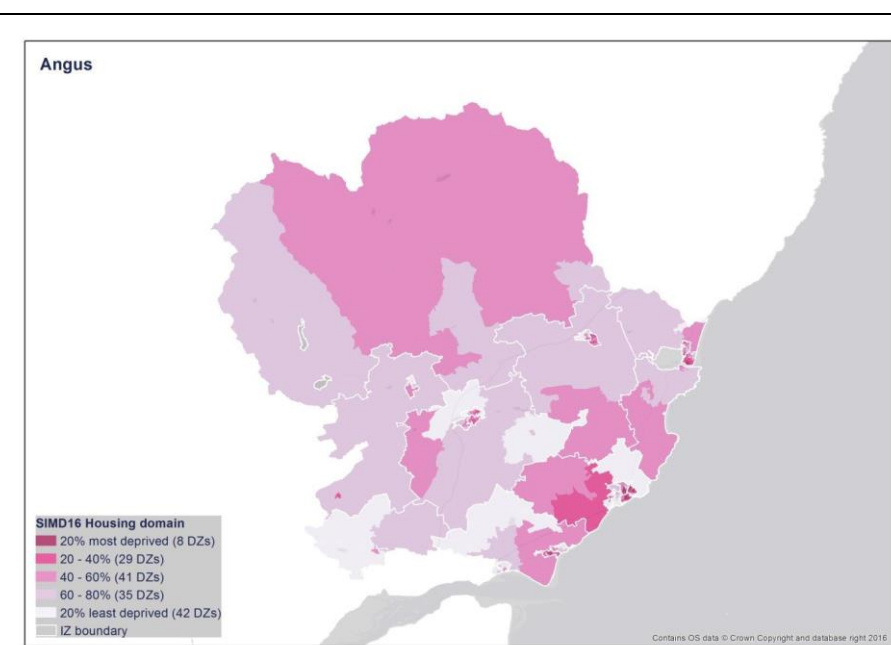 Angus
SIMD16 Housing domain
20% most deprived (8 DZs)
20 - 40% (29 DZs)
40 - 60% (41 DZs)
60 - 80% (35 DZs)
20% least deprived (42 DZs)
IZ boundary
Contains OS data © Crown Copyright and database right 2016